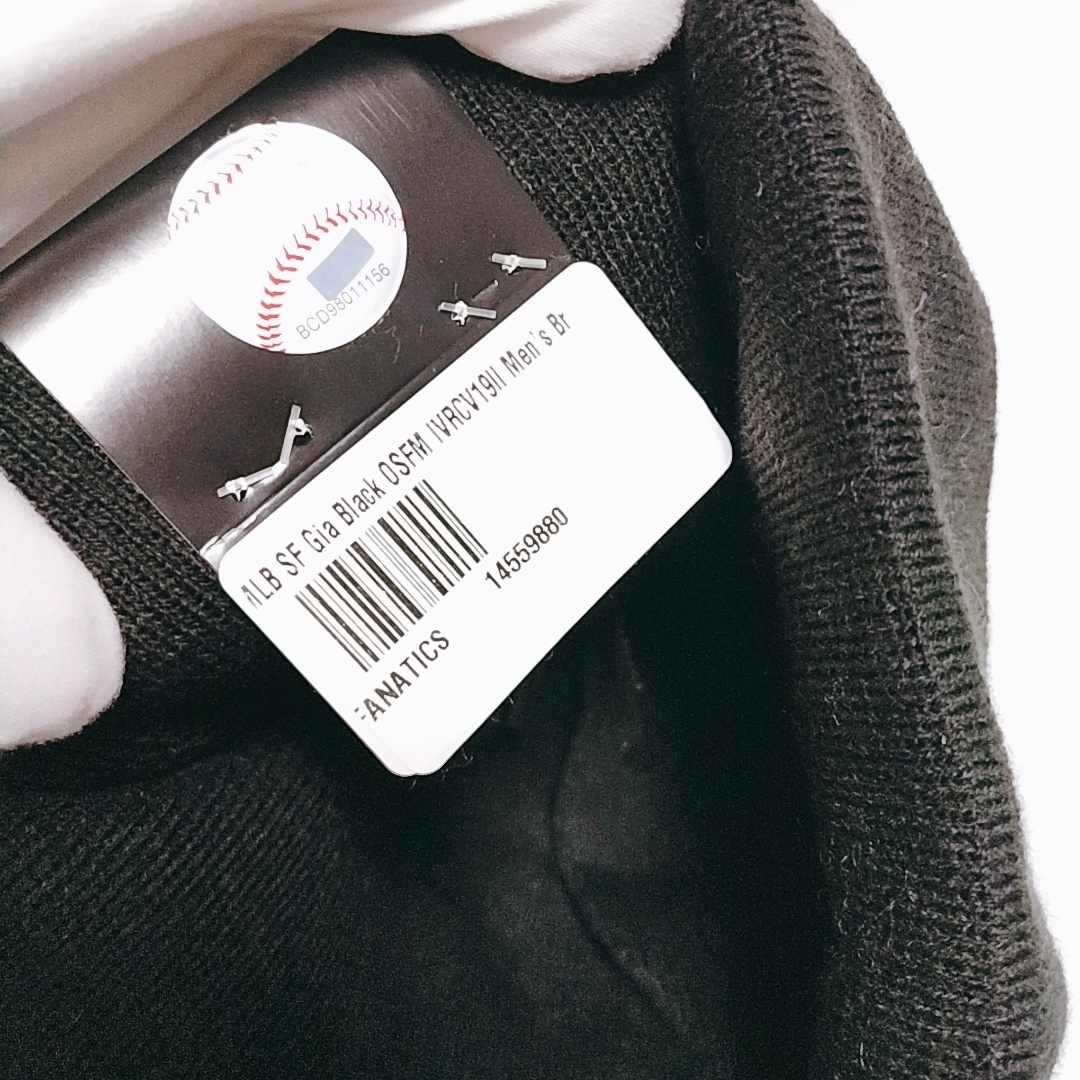 BCD98011156
MLB SF Gia Black OSFM IVRCV19II Men's Br
14559880
FANATICS